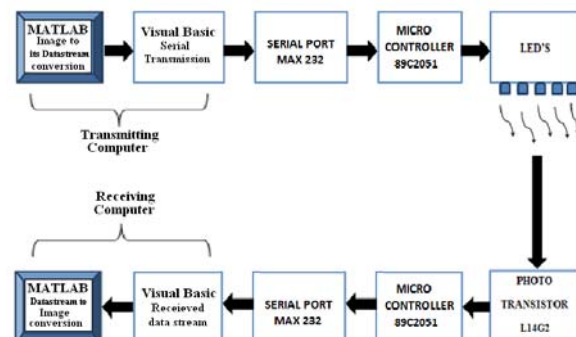 MATLAB
Image to
its Datastream
conversion
Visual Basic
Serial
Transmission
SERIAL PORT
MAX 232
MICRO
CONTROLLER
89C2051
LED'S
Transmitting
Computer
Receiving
Computer
MATLAB
Datastream to
Image
conversion
Visual Basic
Receieved
data stream
SERIAL PORT
MAX 232
MICRO
CONTROLLER
89C2051
PHOTO
TRANSISTOR
L14G2